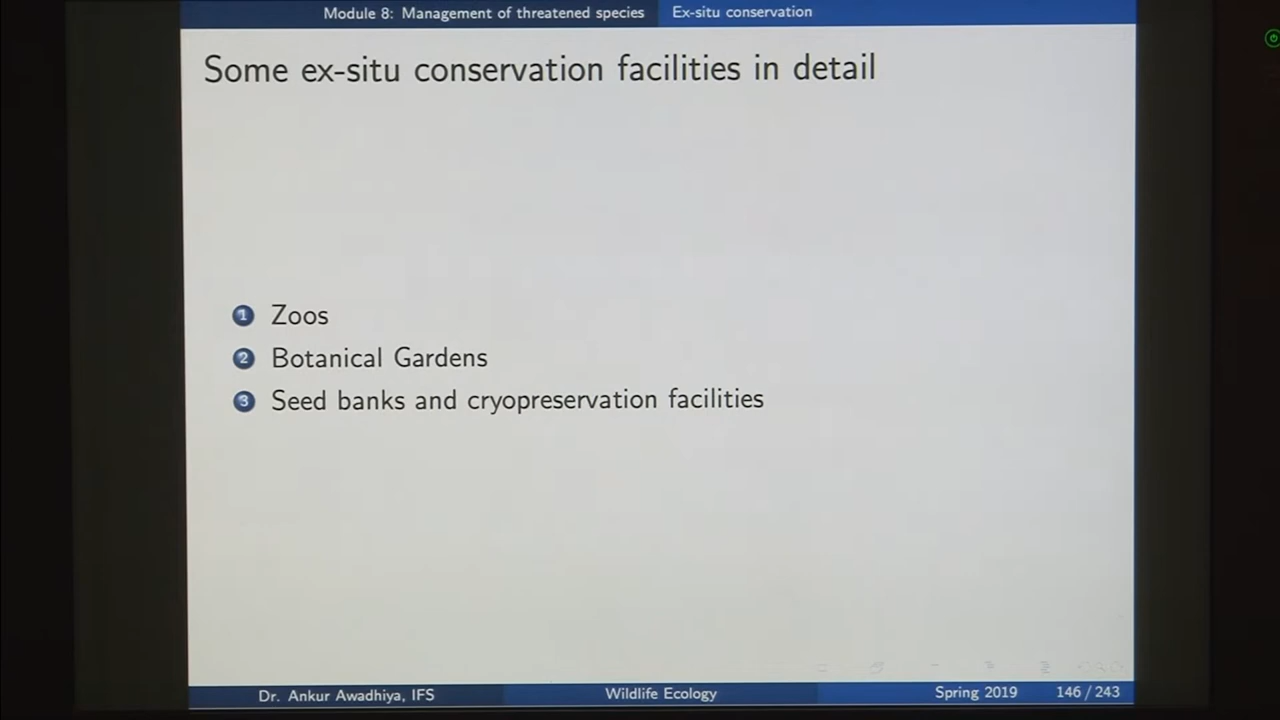 Module 8: Management of threatened species Ex-situ conservation
Some ex-situ conservation facilities in detail
1 Zoos
2 Botanical Gardens
3 Seed banks and cryopreservation facilities
Dr. Ankur Awadhiya, IFS Wildlife Ecology Spring 2019 146 / 243